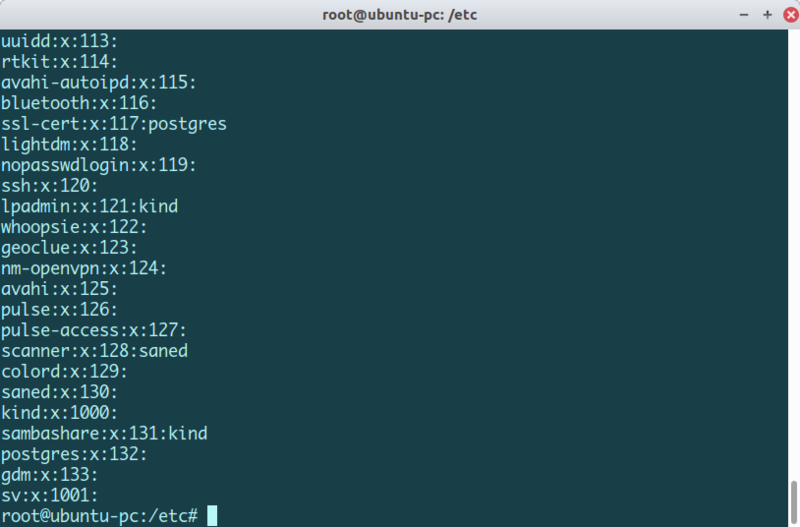 root@ubuntu-pc: /etc
uuidd:x:113:
rtkit:x:114:
avahi-autoipd:x:115:
bluetooth:x:116:
ssl-cert:x:117:postgres
lightdm:x:118:
nopasswdlogin:x:119:
ssh:x:120:
lpadmin:x:121:kind
whoopsie:x:122:
geoclue:x:123:
nm-openvpn:x:124:
avahi:x:125:
pulse:x:126:
pulse-access:x:127:
scanner:x:128:saned
colord:x:129:
saned:x:130:
kind:x:1000:
sambashare:x:131:kind
postgres:x:132:
gdm:x:133:
sv:x:1001:
root@ubuntu-pc:/etc#